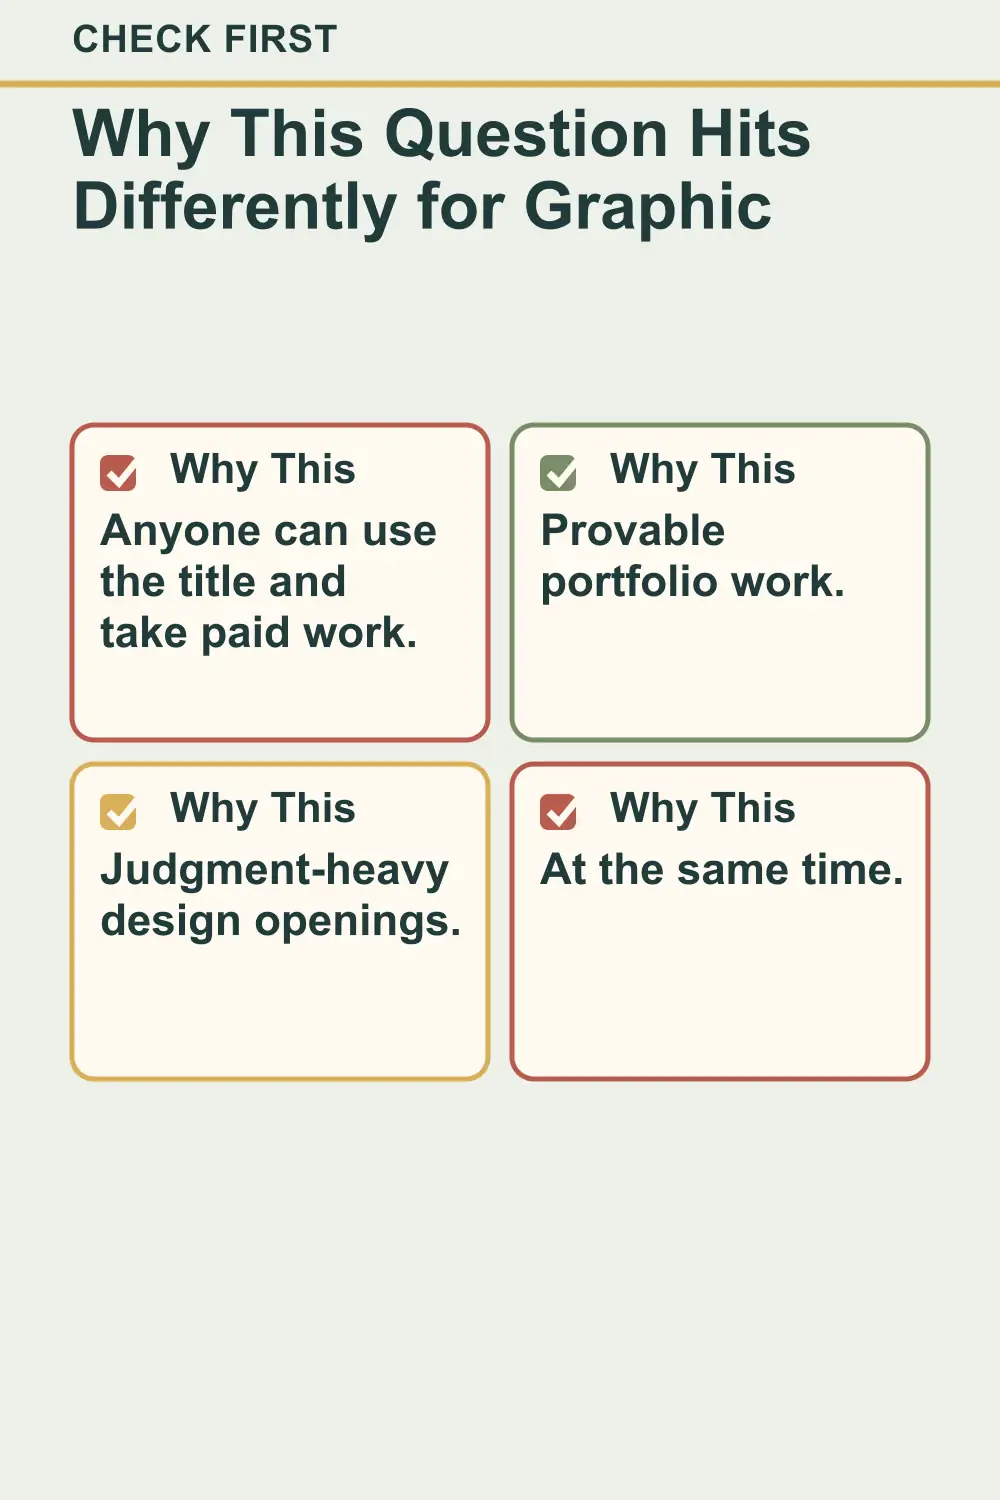 CHECK FIRST
Why This Question Hits
Differently for Graphic
Why This
Anyone can use
the title and
take paid work.
Why This
Provable
portfolio work.
Why This
Judgment-heavy
design openings.
Why This
At the same time.